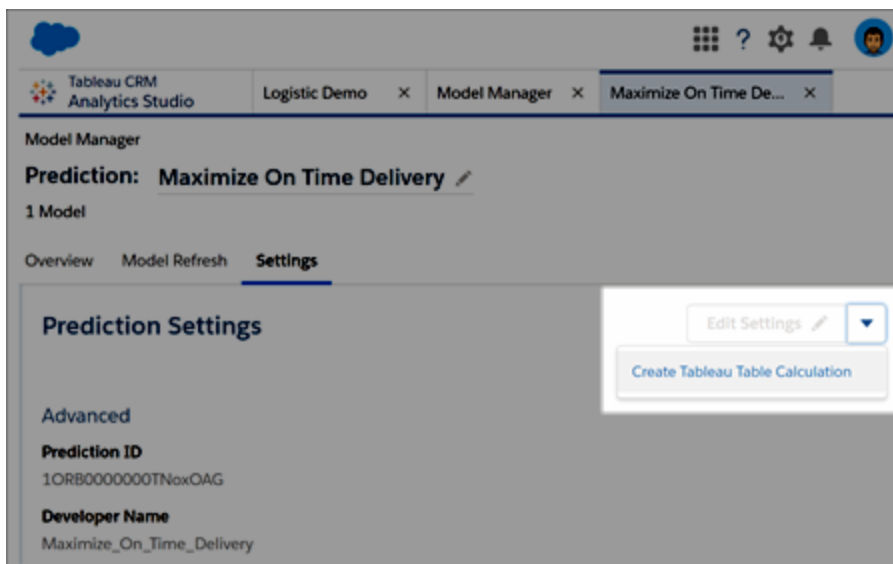 ?
Tableau CRM
Analytics Studio
Logistic Demo × Model Manager × Maximize On Time De... ×
Model Manager
Prediction: Maximize On Time Delivery
1 Model
Overview Model Refresh Settings
Prediction Settings
Edit Settings
Create Tableau Table Calculation
Advanced
Prediction ID
1ORB0000000TNoxOAG
Developer Name
Maximize_On_Time_Delivery